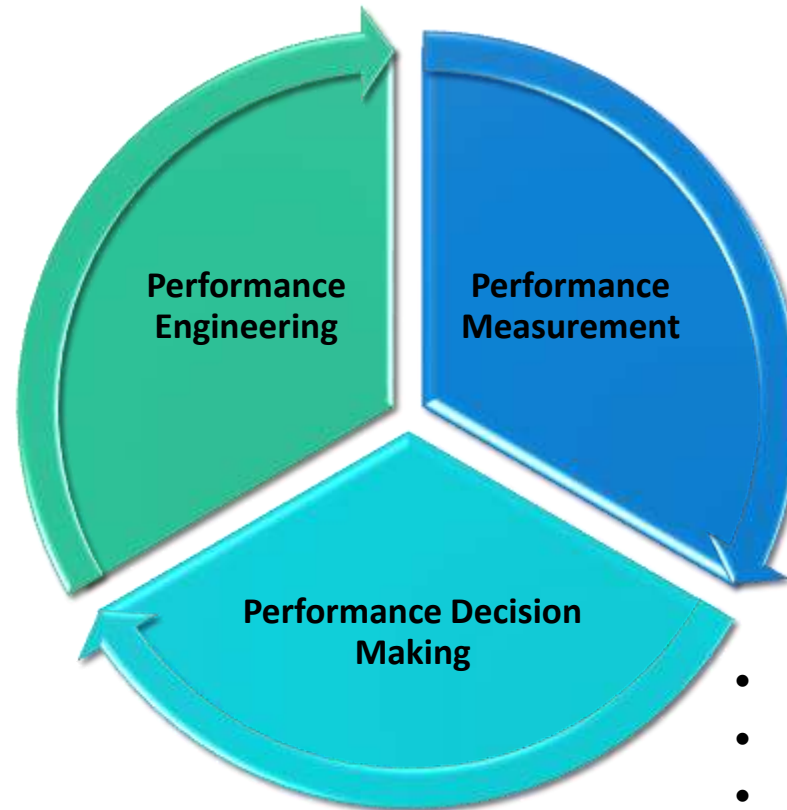 Performance
Engineering
Performance
Measurement
Performance Decision
Making
•
•
•